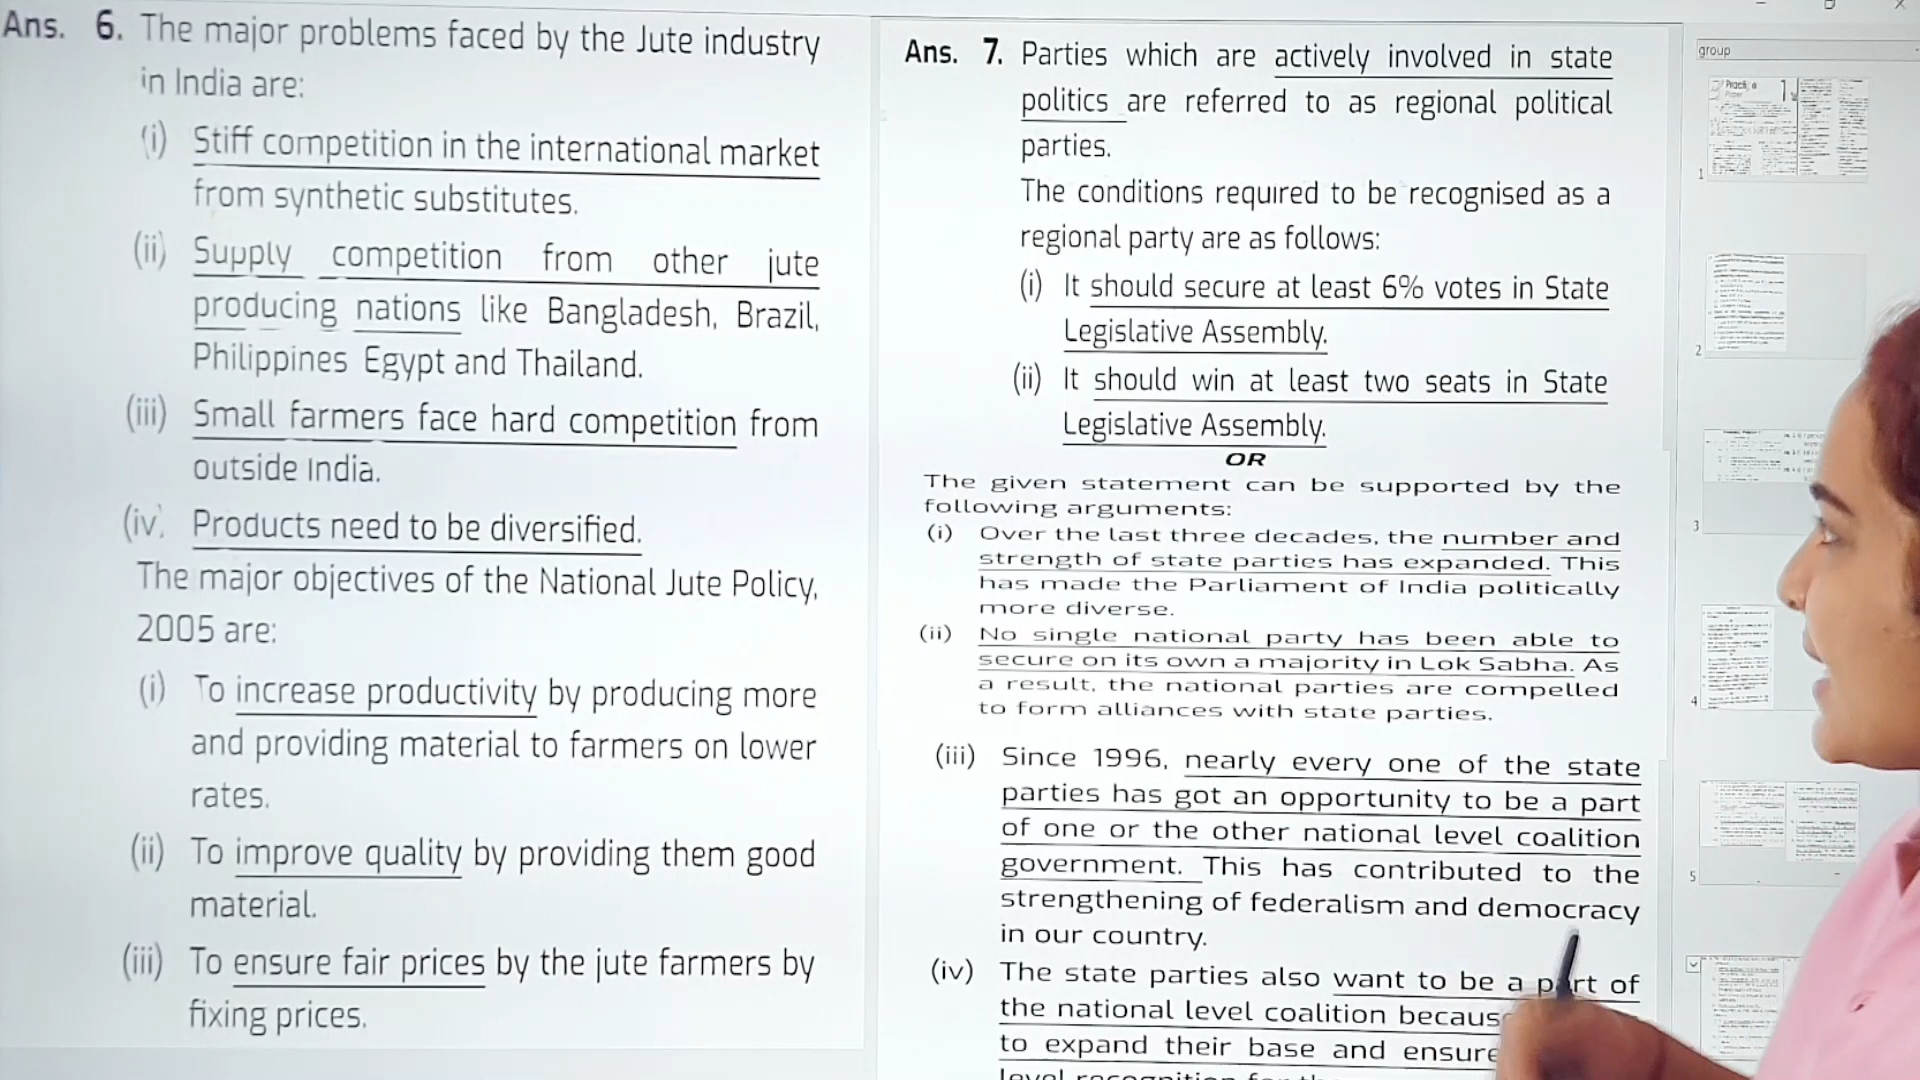 Ans. 6. The major problems faced by the Jute industry
in India are:
(i) Stiff competition in the international market
from synthetic substitutes.
(ii) Supply competition from other jute
producing nations like Bangladesh, Brazil,
Philippines Egypt and Thailand.
(iii) Small farmers face hard competition from
outside India.
(iv) Products need to be diversified.
The major objectives of the National Jute Policy,
2005 are:
(i) To increase productivity by producing more
and providing material to farmers on lower
rates.
(ii) To improve quality by providing them good
material.
(iii) To ensure fair prices by the jute farmers by
fixing prices.
Ans. 7. Parties which are actively involved in state
politics are referred to as regional political
parties.
The conditions required to be recognised as a
regional party are as follows:
(i) It should secure at least 6% votes in State
Legislative Assembly.
(ii) It should win at least two seats in State
Legislative Assembly.
OR
The given statement can be supported by the
following arguments:
(i) Over the last three decades, the number and
strength of state parties has expanded. This
has made the Parliament of India politically
more diverse.
(ii) No single national party has been able to
secure on its own a majority in Lok Sabha. As
a result, the national parties are compelled
to form alliances with state parties.
(iii) Since 1996, nearly every one of the state
parties has got an opportunity to be a part
of one or the other national level coalition
government. This has contributed to the
strengthening of federalism and democracy
in our country.
(iv) The state parties also want to be a part of
the national level coalition
to expand their base and ensure
group
1
2
3
4
5